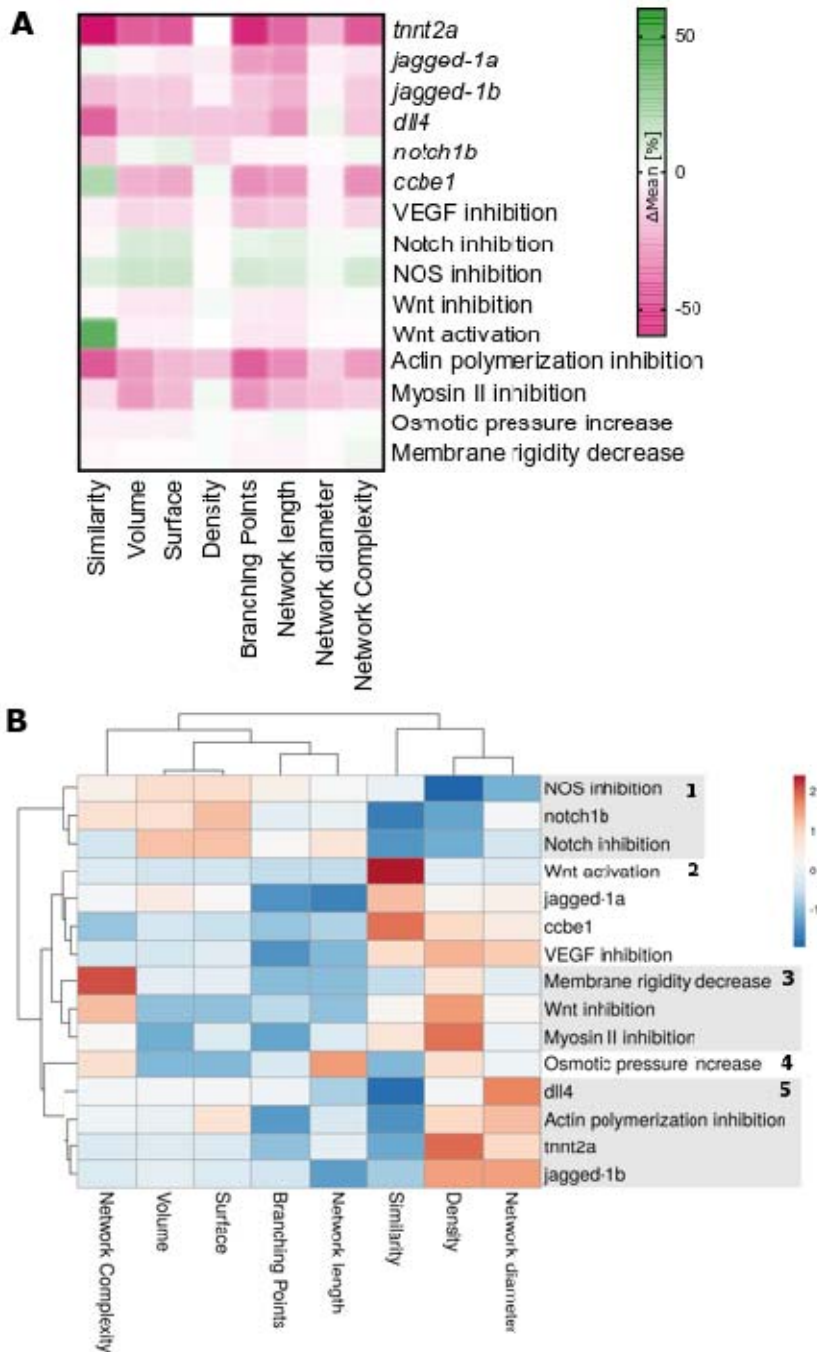 A
tnnt2a
jagged-1a
jagged-1b
dll4
notch1b
ccbe1
VEGF inhibition
Notch inhibition
NOS inhibition
Wnt inhibition
Wnt activation
Actin polymerization inhibition
Myosin II inhibition
Osmotic pressure increase
Membrane rigidity decrease
50
0
-50
ΔMean [%]
Similarity
Volume
Surface
Density
Branching Points
Network length
Network diameter
Network Complexity
B
NOS inhibition 1
notch1b
Notch inhibition
Wnt activation 2
jagged-1a
ccbe1
VEGF inhibition
Membrane rigidity decrease 3
Wnt inhibition
Myosin II inhibition
Osmotic pressure ncrease 4
dll4 5
Actin polymerization inhibition
tnnt2a
jagged-1b
2
1
0
-1
Network Complexity
Volume
Surface
Branching Points
Network length
Similarity
Density
Network diameter